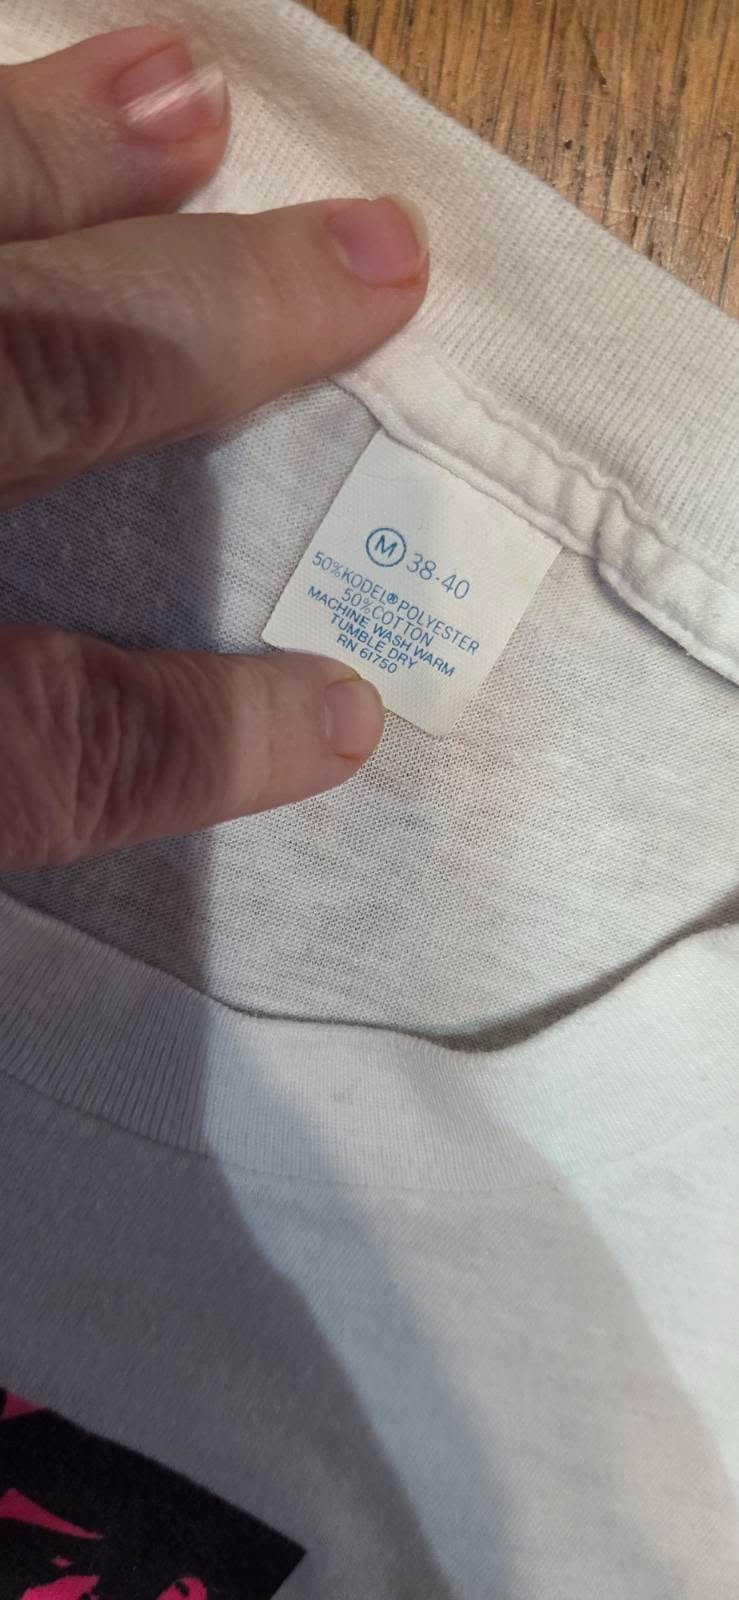 M 38-40
50% KODEL® POLYESTER
50% COTTON
MACHINE WASH WARM
TUMBLE DRY
RN 61750